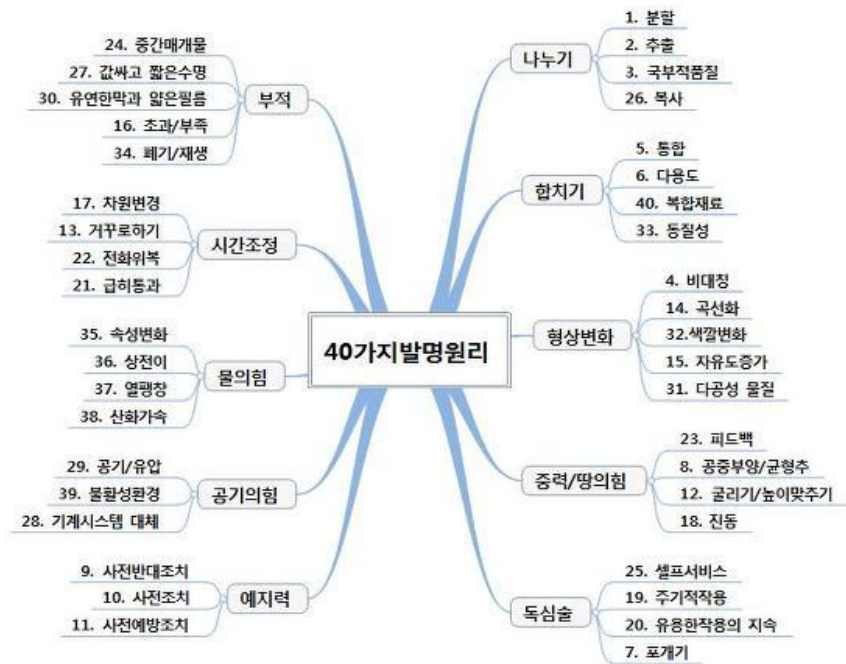 40가지발명원리
나누기
1. 분할
2. 추출
3. 국부적품질
26. 복사
합치기
5. 통합
6. 다용도
40. 복합재료
33. 동질성
형상변화
4. 비대칭
14. 곡선화
32.색깔변화
15. 자유도증가
31. 다공성 물질
중력/땅의힘
23. 피드백
8. 공중부양/균형추
12. 굴리기/높이맞추기
18. 진동
독심술
25. 셀프서비스
19. 주기적작용
20. 유용한작용의 지속
7. 포개기
부적
24. 중간매개물
27. 값싸고 짧은수명
30. 유연한막과 얇은필름
16. 초과/부족
34. 폐기/재생
시간조정
17. 차원변경
13. 거꾸로하기
22. 전화위복
21. 급히통과
물의힘
35. 속성변화
36. 상전이
37. 열팽창
38. 산화가속
공기의힘
29. 공기/유압
39. 불활성환경
28. 기계시스템 대체
예지력
9. 사전반대조치
10. 사전조치
11. 사전예방조치